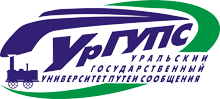 УрГУПС
УРАЛЬСКИЙ
ГОСУДАРСТВЕННЫЙ
УНИВЕРСИТЕТ ПУТЕЙ СООБЩЕНИЯ